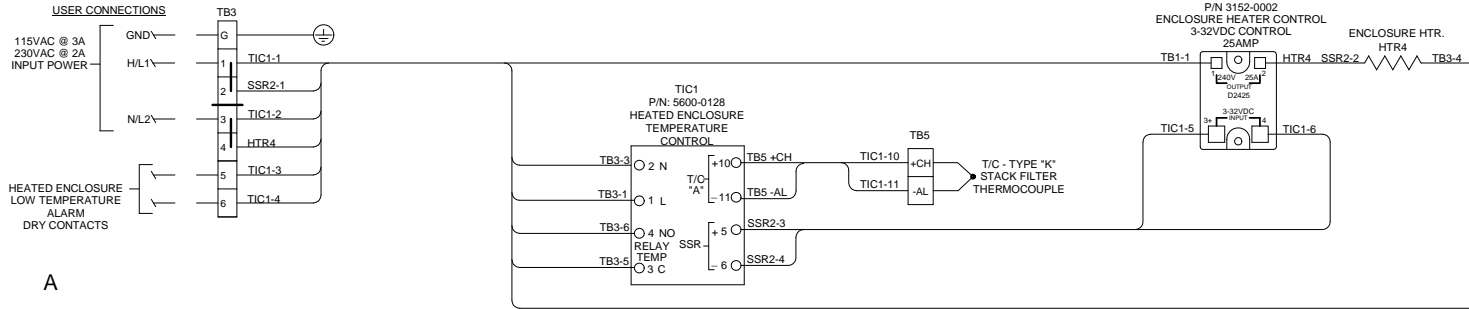 USER CONNECTIONS
115VAC @ 3A
230VAC @ 2A
INPUT POWER
GND
H/L1
N/L2
HEATED ENCLOSURE
LOW TEMPERATURE
ALARM
DRY CONTACTS
A
TB3
G
1 TIC1-1
2 SSR2-1
3 TIC1-2
4 HTR4
5 TIC1-3
6 TIC1-4
TIC1
P/N: 5600-0128
HEATED ENCLOSURE
TEMPERATURE
CONTROL
TB3-3 2 N
TB3-1 1 L
TB3-6 4 NO
RELAY
TEMP
TB3-5 3 C
T/C
"A"
+10 TB5 +CH
-11 TB5 -AL
SSR
+ 5 SSR2-3
- 6 SSR2-4
TB5
TIC1-10 +CH
TIC1-11 -AL
T/C - TYPE "K"
STACK FILTER
THERMOCOUPLE
P/N 3152-0002
ENCLOSURE HEATER CONTROL
3-32VDC CONTROL
25AMP
TB1-1
1 240V 25A 2
OUTPUT
D2425
3-32VDC
INPUT
3+ 4
TIC1-5
TIC1-6
HTR4 SSR2-2
ENCLOSURE HTR.
HTR4
TB3-4